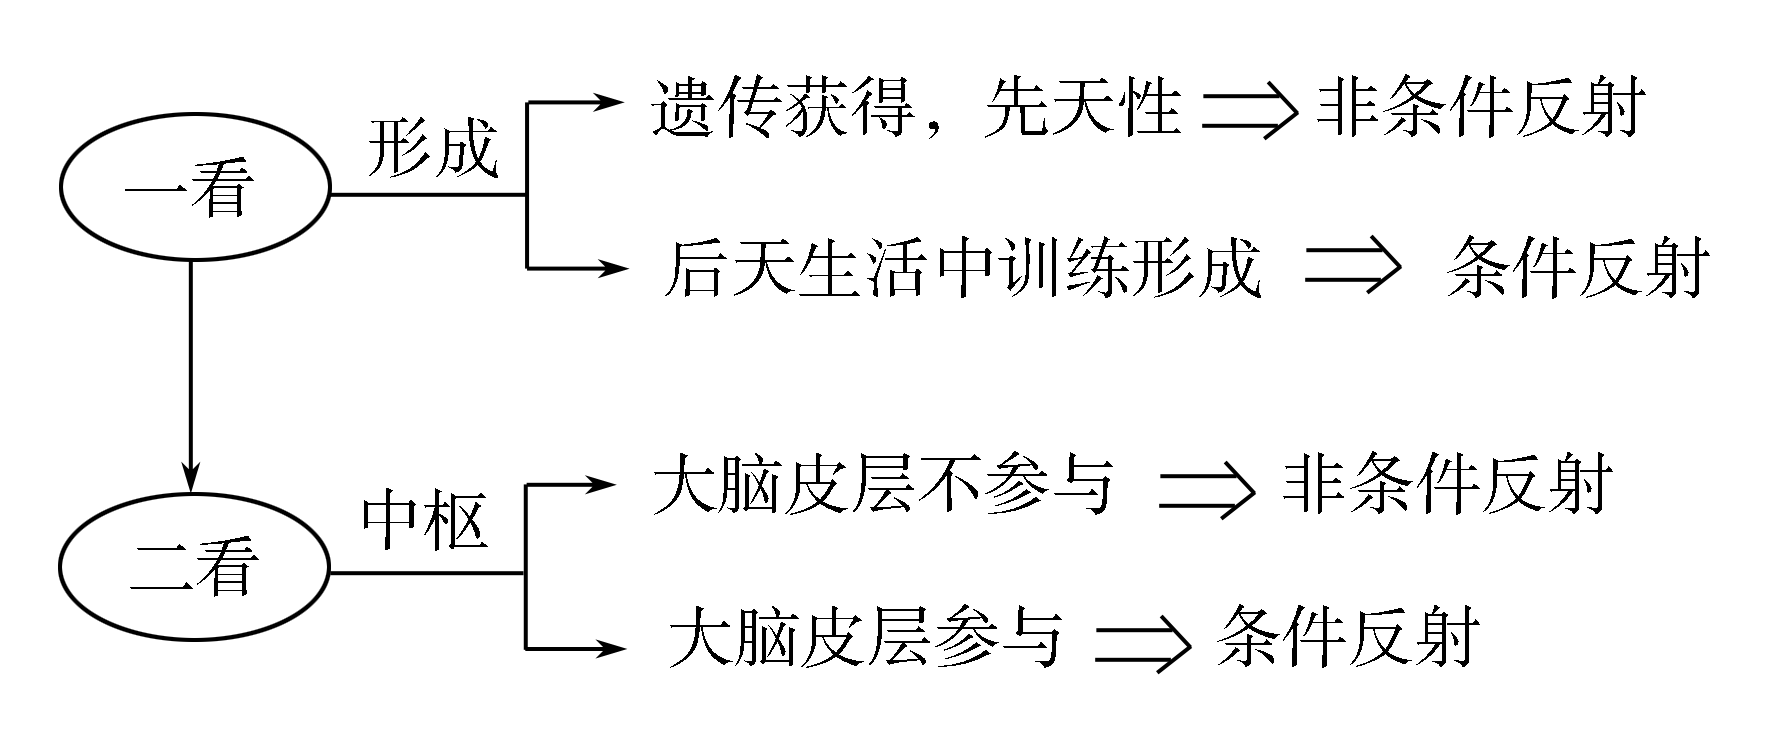 一看
形成
遗传获得，先天性 非条件反射
后天生活中训练形成 条件反射
二看
中枢
大脑皮层不参与 非条件反射
大脑皮层参与 条件反射